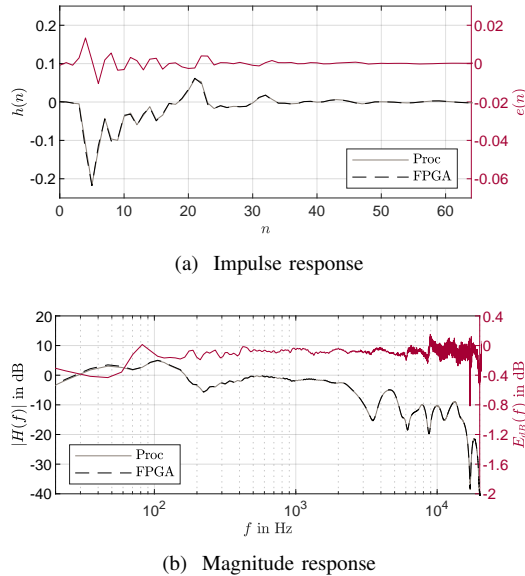 0.2
0.1
0
-0.1
-0.2
h(n)
0.02
0
-0.02
-0.04
-0.06
e(n)
Proc
FPGA
0 10 20 30 40 50 60
n
(a) Impulse response
20
10
0
-10
-20
-30
-40
|H(f)| in dB
0.4
0
-0.4
-0.8
-1.2
-1.6
-2
E_dB(f) in dB
Proc
FPGA
10^2 10^3 10^4
f in Hz
(b) Magnitude response